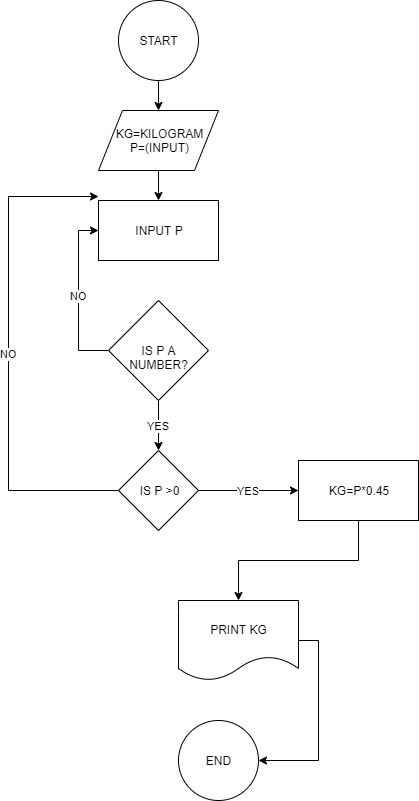 START
KG=KILOGRAM
P=(INPUT)
INPUT P
NO
IS P A
NUMBER?
NO
YES
IS P >0
YES
KG=P*0.45
PRINT KG
END